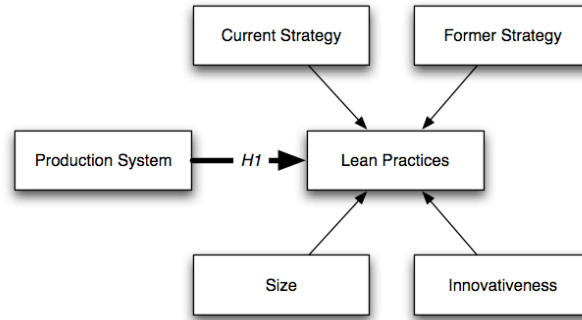 Current Strategy
Former Strategy
Production System
H1
Lean Practices
Size
Innovativeness